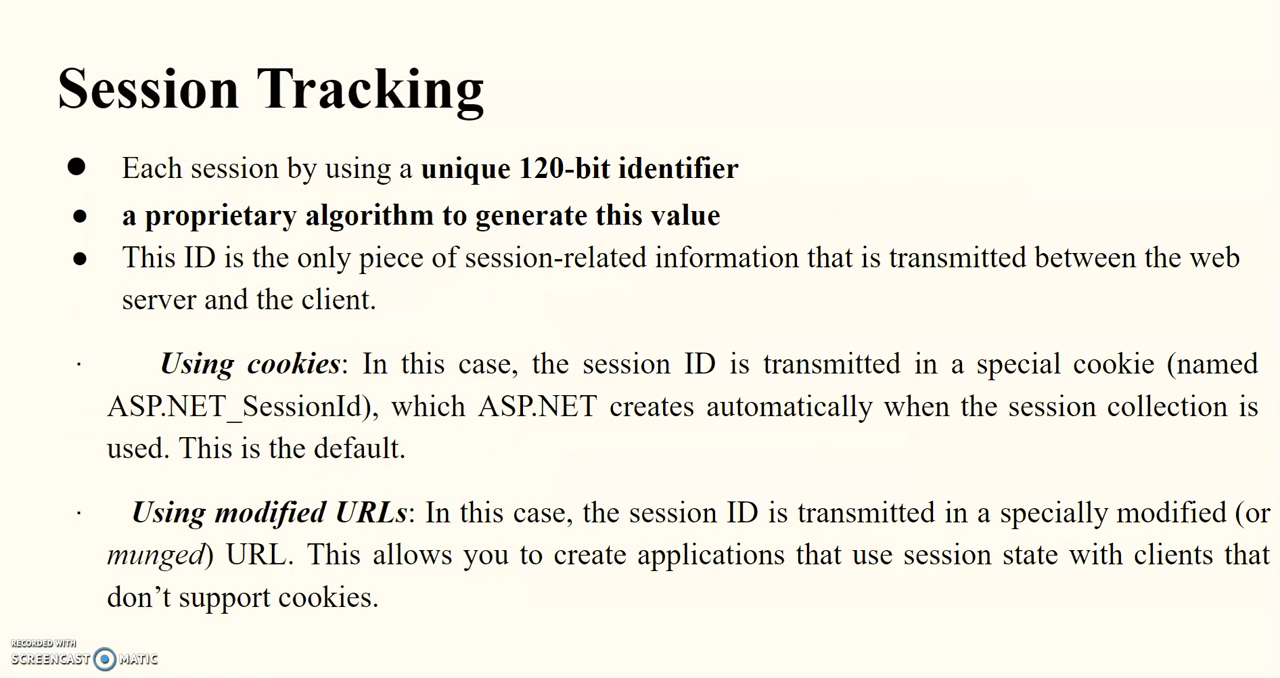 Session Tracking
● Each session by using a unique 120-bit identifier
● a proprietary algorithm to generate this value
● This ID is the only piece of session-related information that is transmitted between the web
server and the client.
· Using cookies: In this case, the session ID is transmitted in a special cookie (named
ASP.NET_SessionId), which ASP.NET creates automatically when the session collection is
used. This is the default.
· Using modified URLs: In this case, the session ID is transmitted in a specially modified (or
munged) URL. This allows you to create applications that use session state with clients that
don’t support cookies.
RECORDED WITH
SCREENCAST MATIC